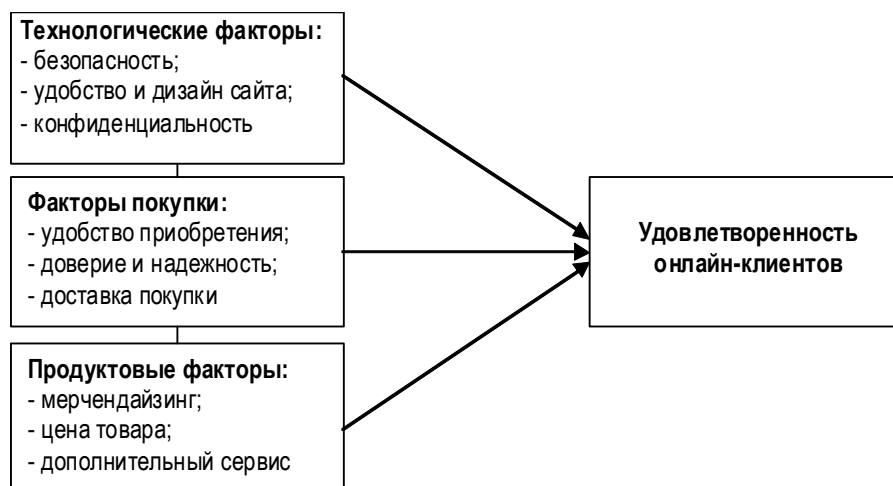 Технологические факторы:
- безопасность;
- удобство и дизайн сайта;
- конфиденциальность
Факторы покупки:
- удобство приобретения;
- доверие и надежность;
- доставка покупки
Продуктовые факторы:
- мерчендайзинг;
- цена товара;
- дополнительный сервис
Удовлетворенность
онлайн-клиентов